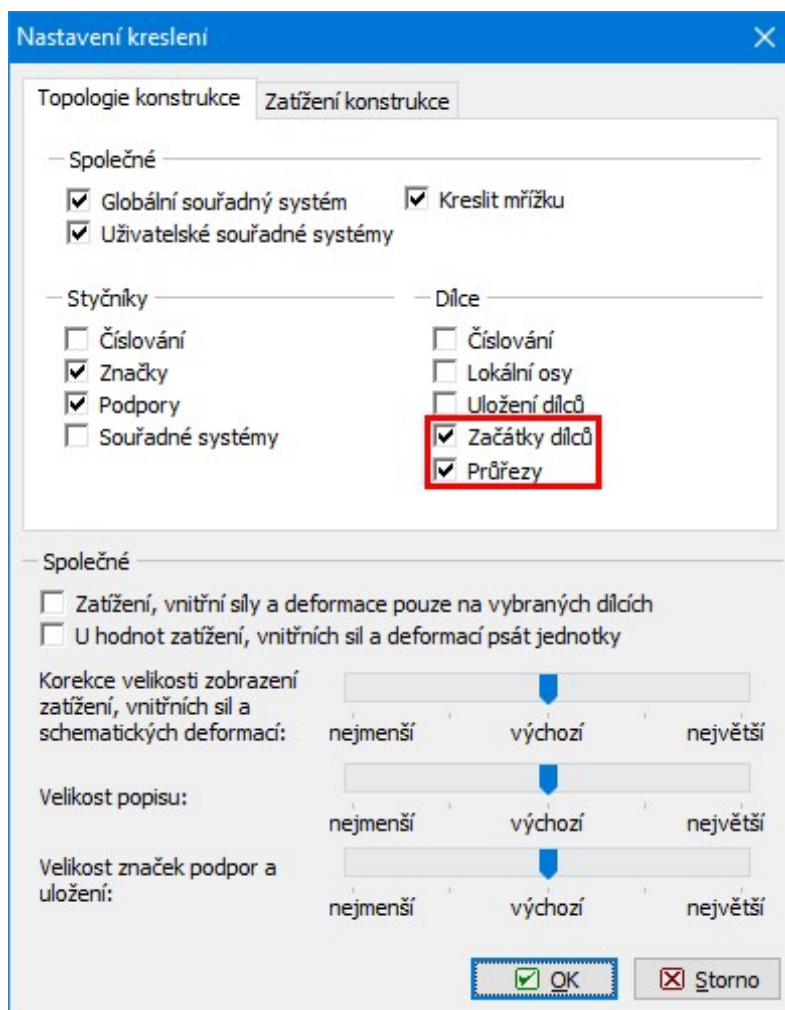 Nastavení kreslení
Topologie konstrukce Zatížení konstrukce
Společné
Globální souřadný systém Kreslit mřížku
Uživatelské souřadné systémy
Styčníky Dílce
Číslování Číslování
Značky Lokální osy
Podpory Uložení dílců
Souřadné systémy Začátky dílců
Průřezy
Společné
Zatížení, vnitřní síly a deformace pouze na vybraných dílcích
U hodnot zatížení, vnitřních sil a deformací psát jednotky
Korekce velikosti zobrazení
zatížení, vnitřních sil a
schematických deformací:
nejmenší výchozí největší
Velikost popisu:
nejmenší výchozí největší
Velikost značek podpor a
uložení:
nejmenší výchozí největší
OK Storno